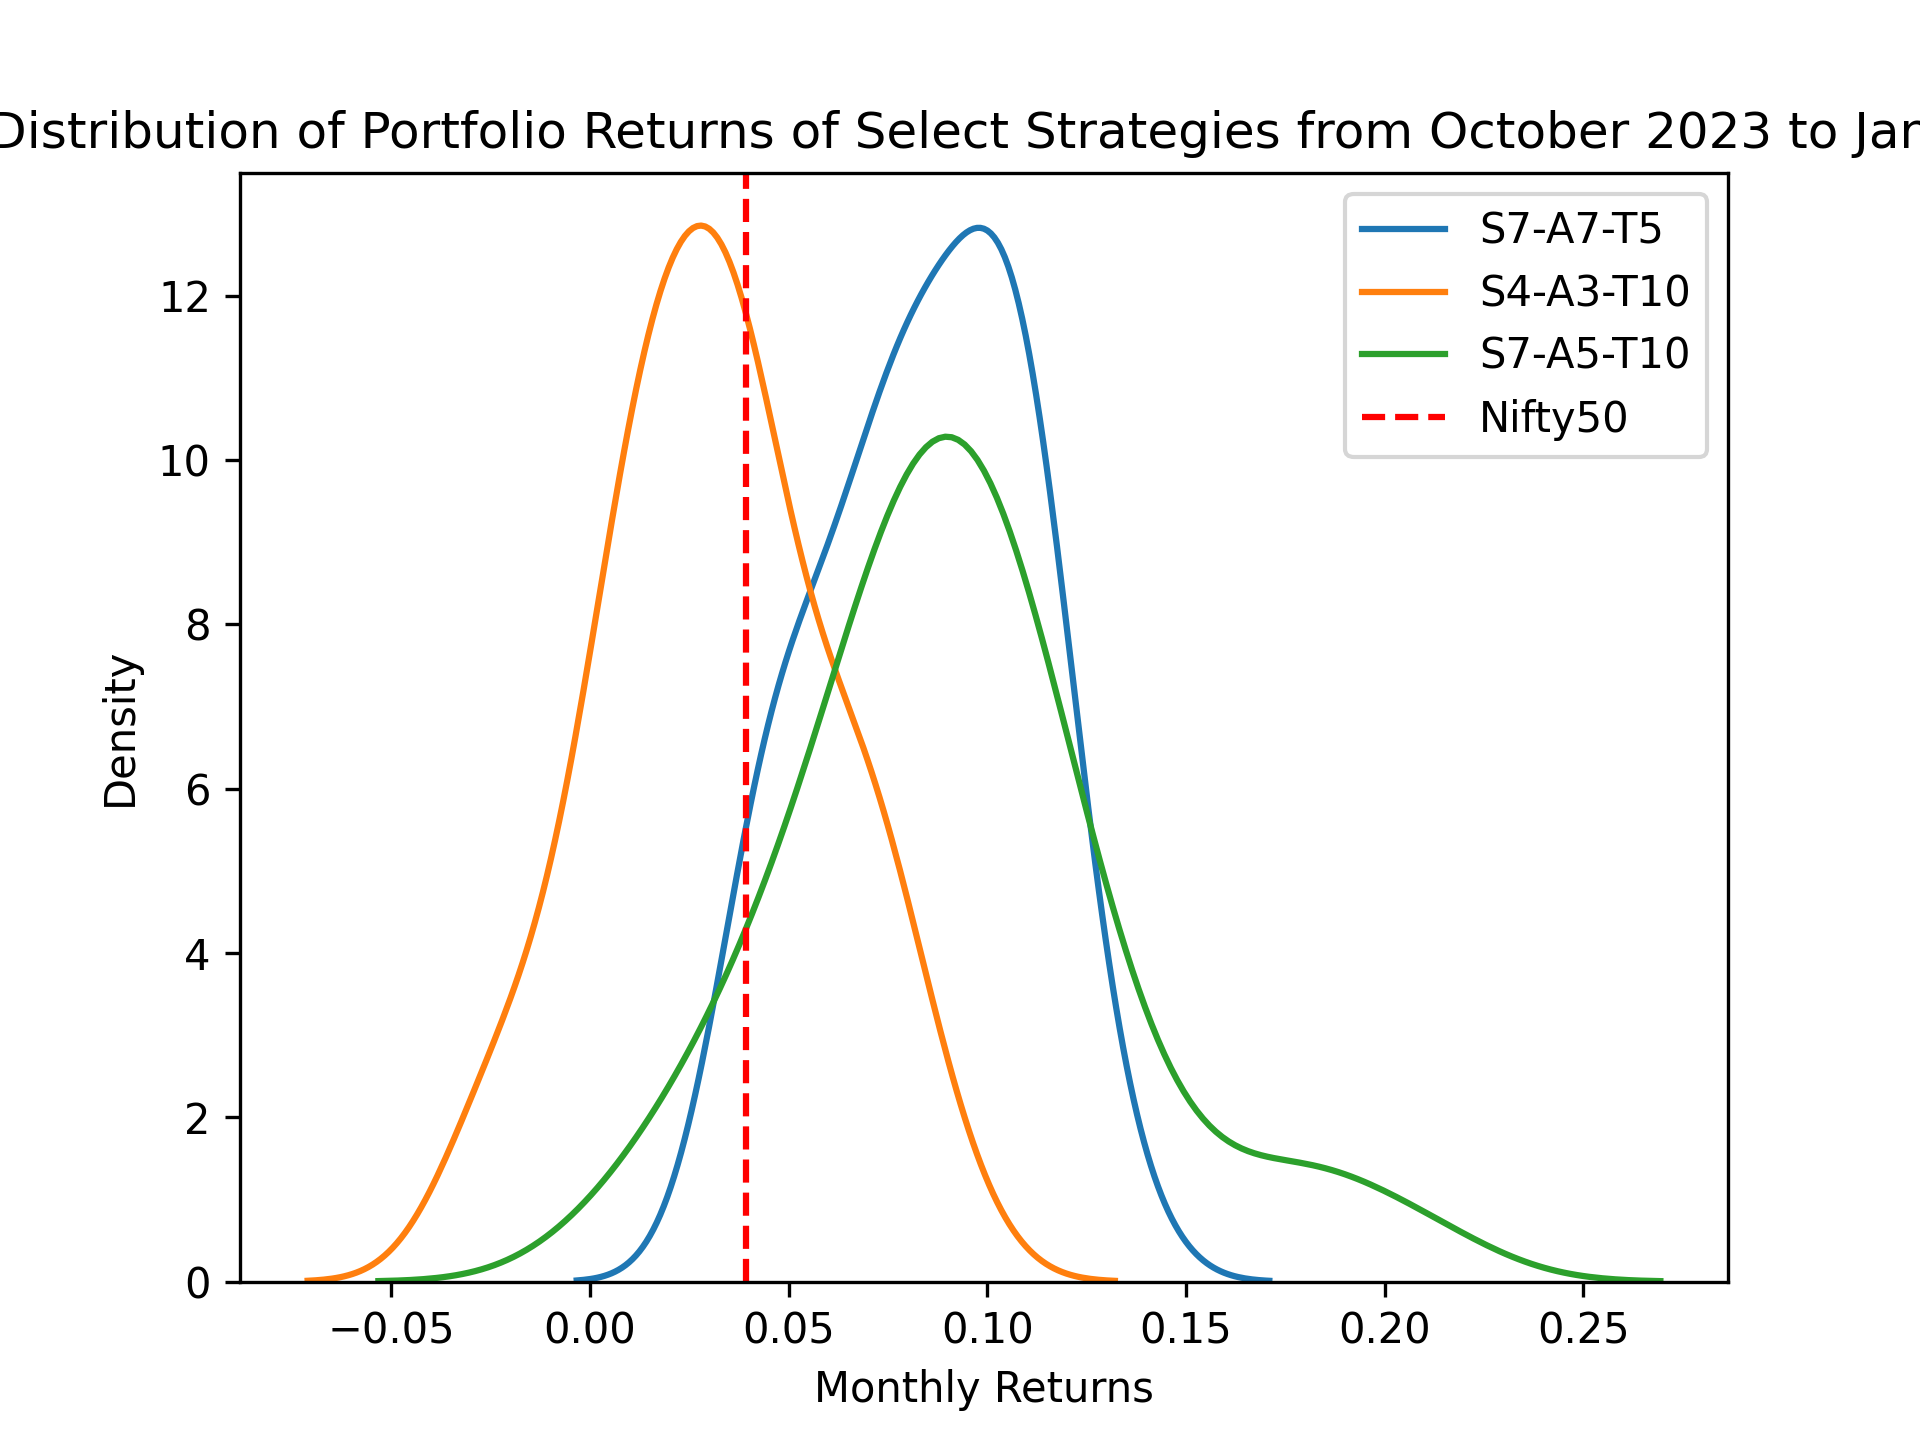 Distribution of Portfolio Returns of Select Strategies from October 2023 to Jan
S7-A7-T5
S4-A3-T10
S7-A5-T10
Nifty50
Density
12
10
8
6
4
2
0
−0.05 0.00 0.05 0.10 0.15 0.20 0.25
Monthly Returns